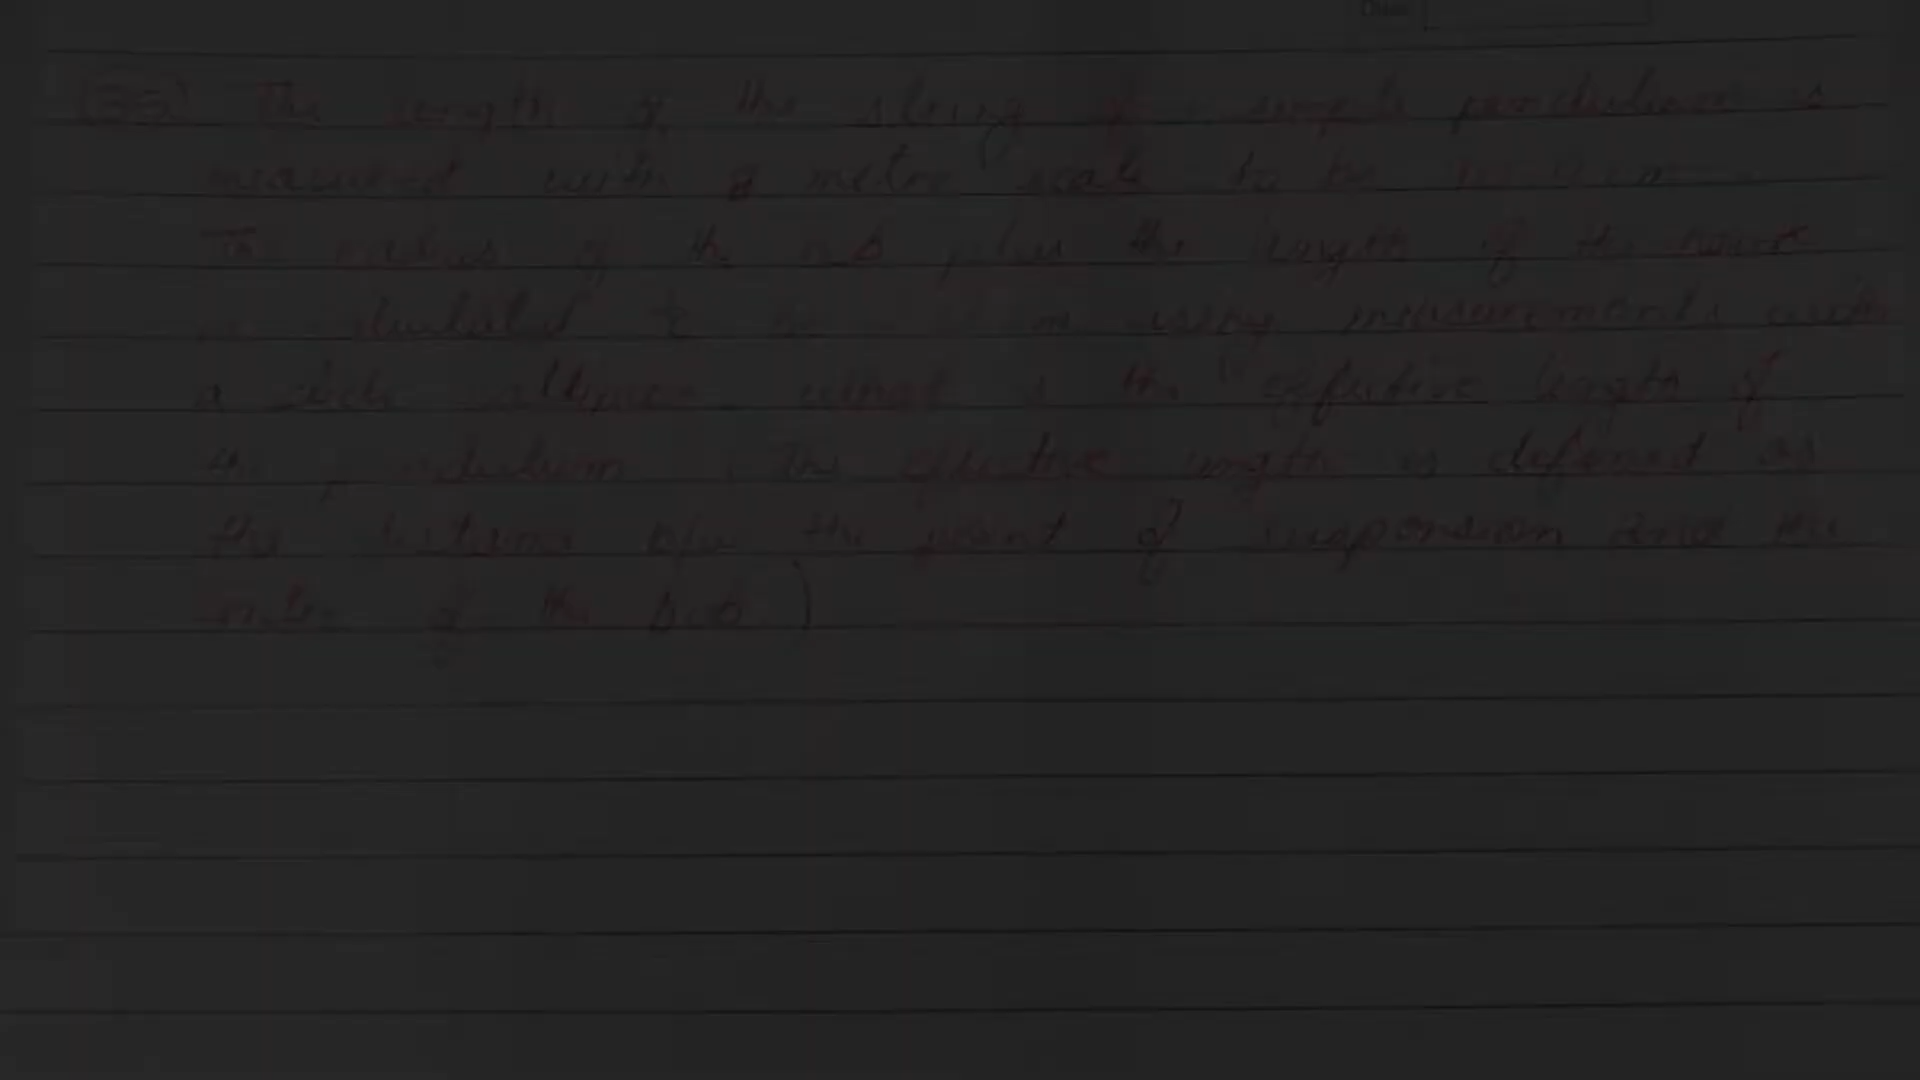 The length of the string of simple pendulum is
measured with a metre scale to be
The radius of the bob plus the length of the hook
is calculated to be using measurements with
a slide callipers what is the effective length of
the pendulum. The effective length is defined as
the distance b/w the point of suspension and the
centre of the bob.)